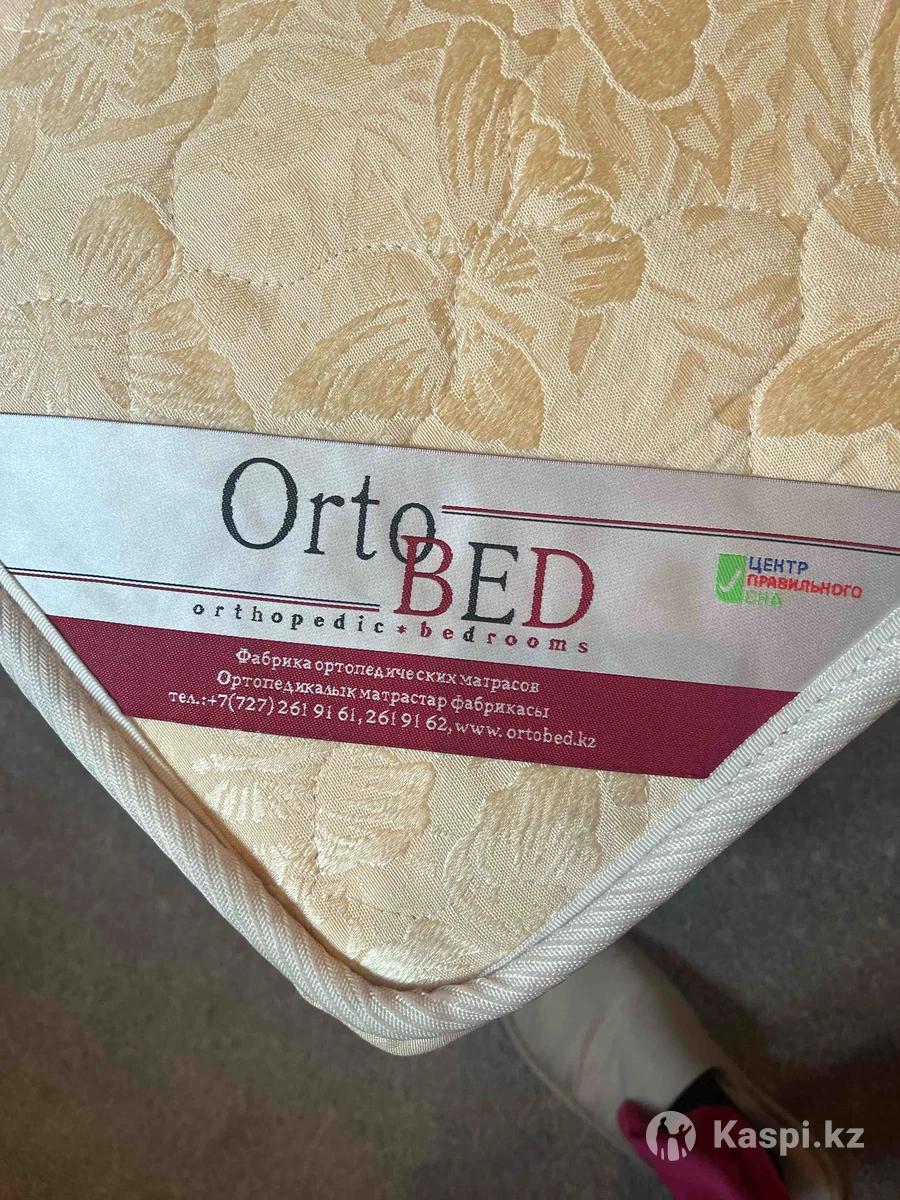 Orto
BED
orthopedic * bedrooms
ЦЕНТР
ПРАВИЛЬНОГО
СНА
Фабрика ортопедических матрасов
Ортопедикалык матрастар фабрикасы
тел.:+7(727) 261 91 61, 261 91 62, www. ortobed.kz
Kaspi.kz